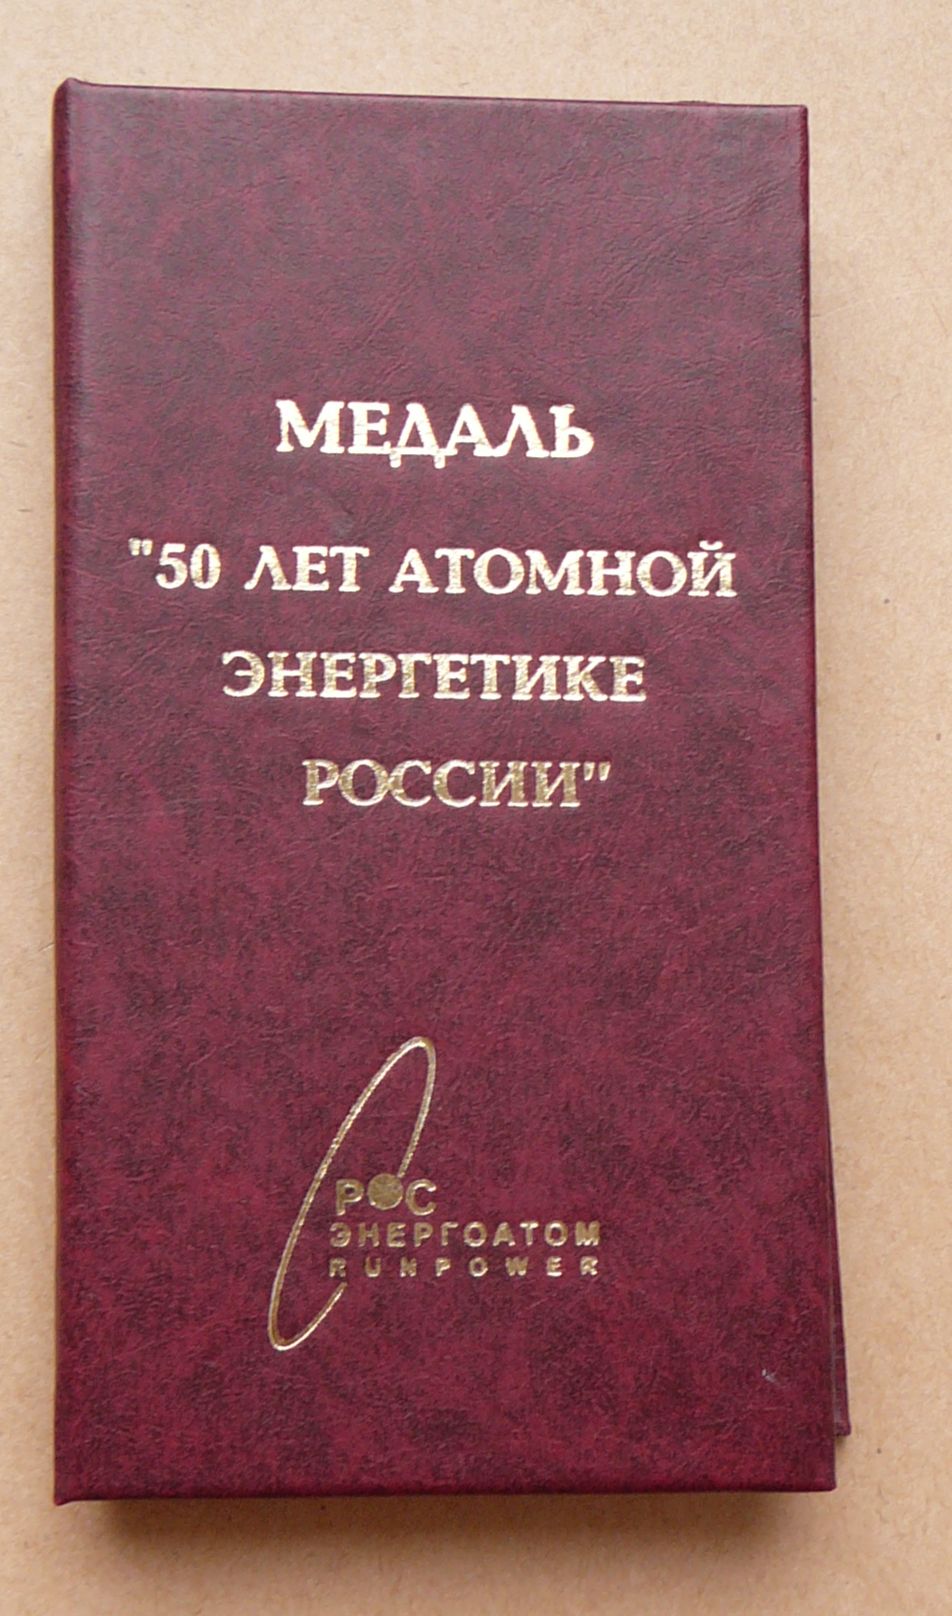 МЕДАЛЬ
"50 ЛЕТ АТОМНОЙ
ЭНЕРГЕТИКЕ
РОССИИ"
РОС
ЭНЕРГОАТОМ
RUNPOWER